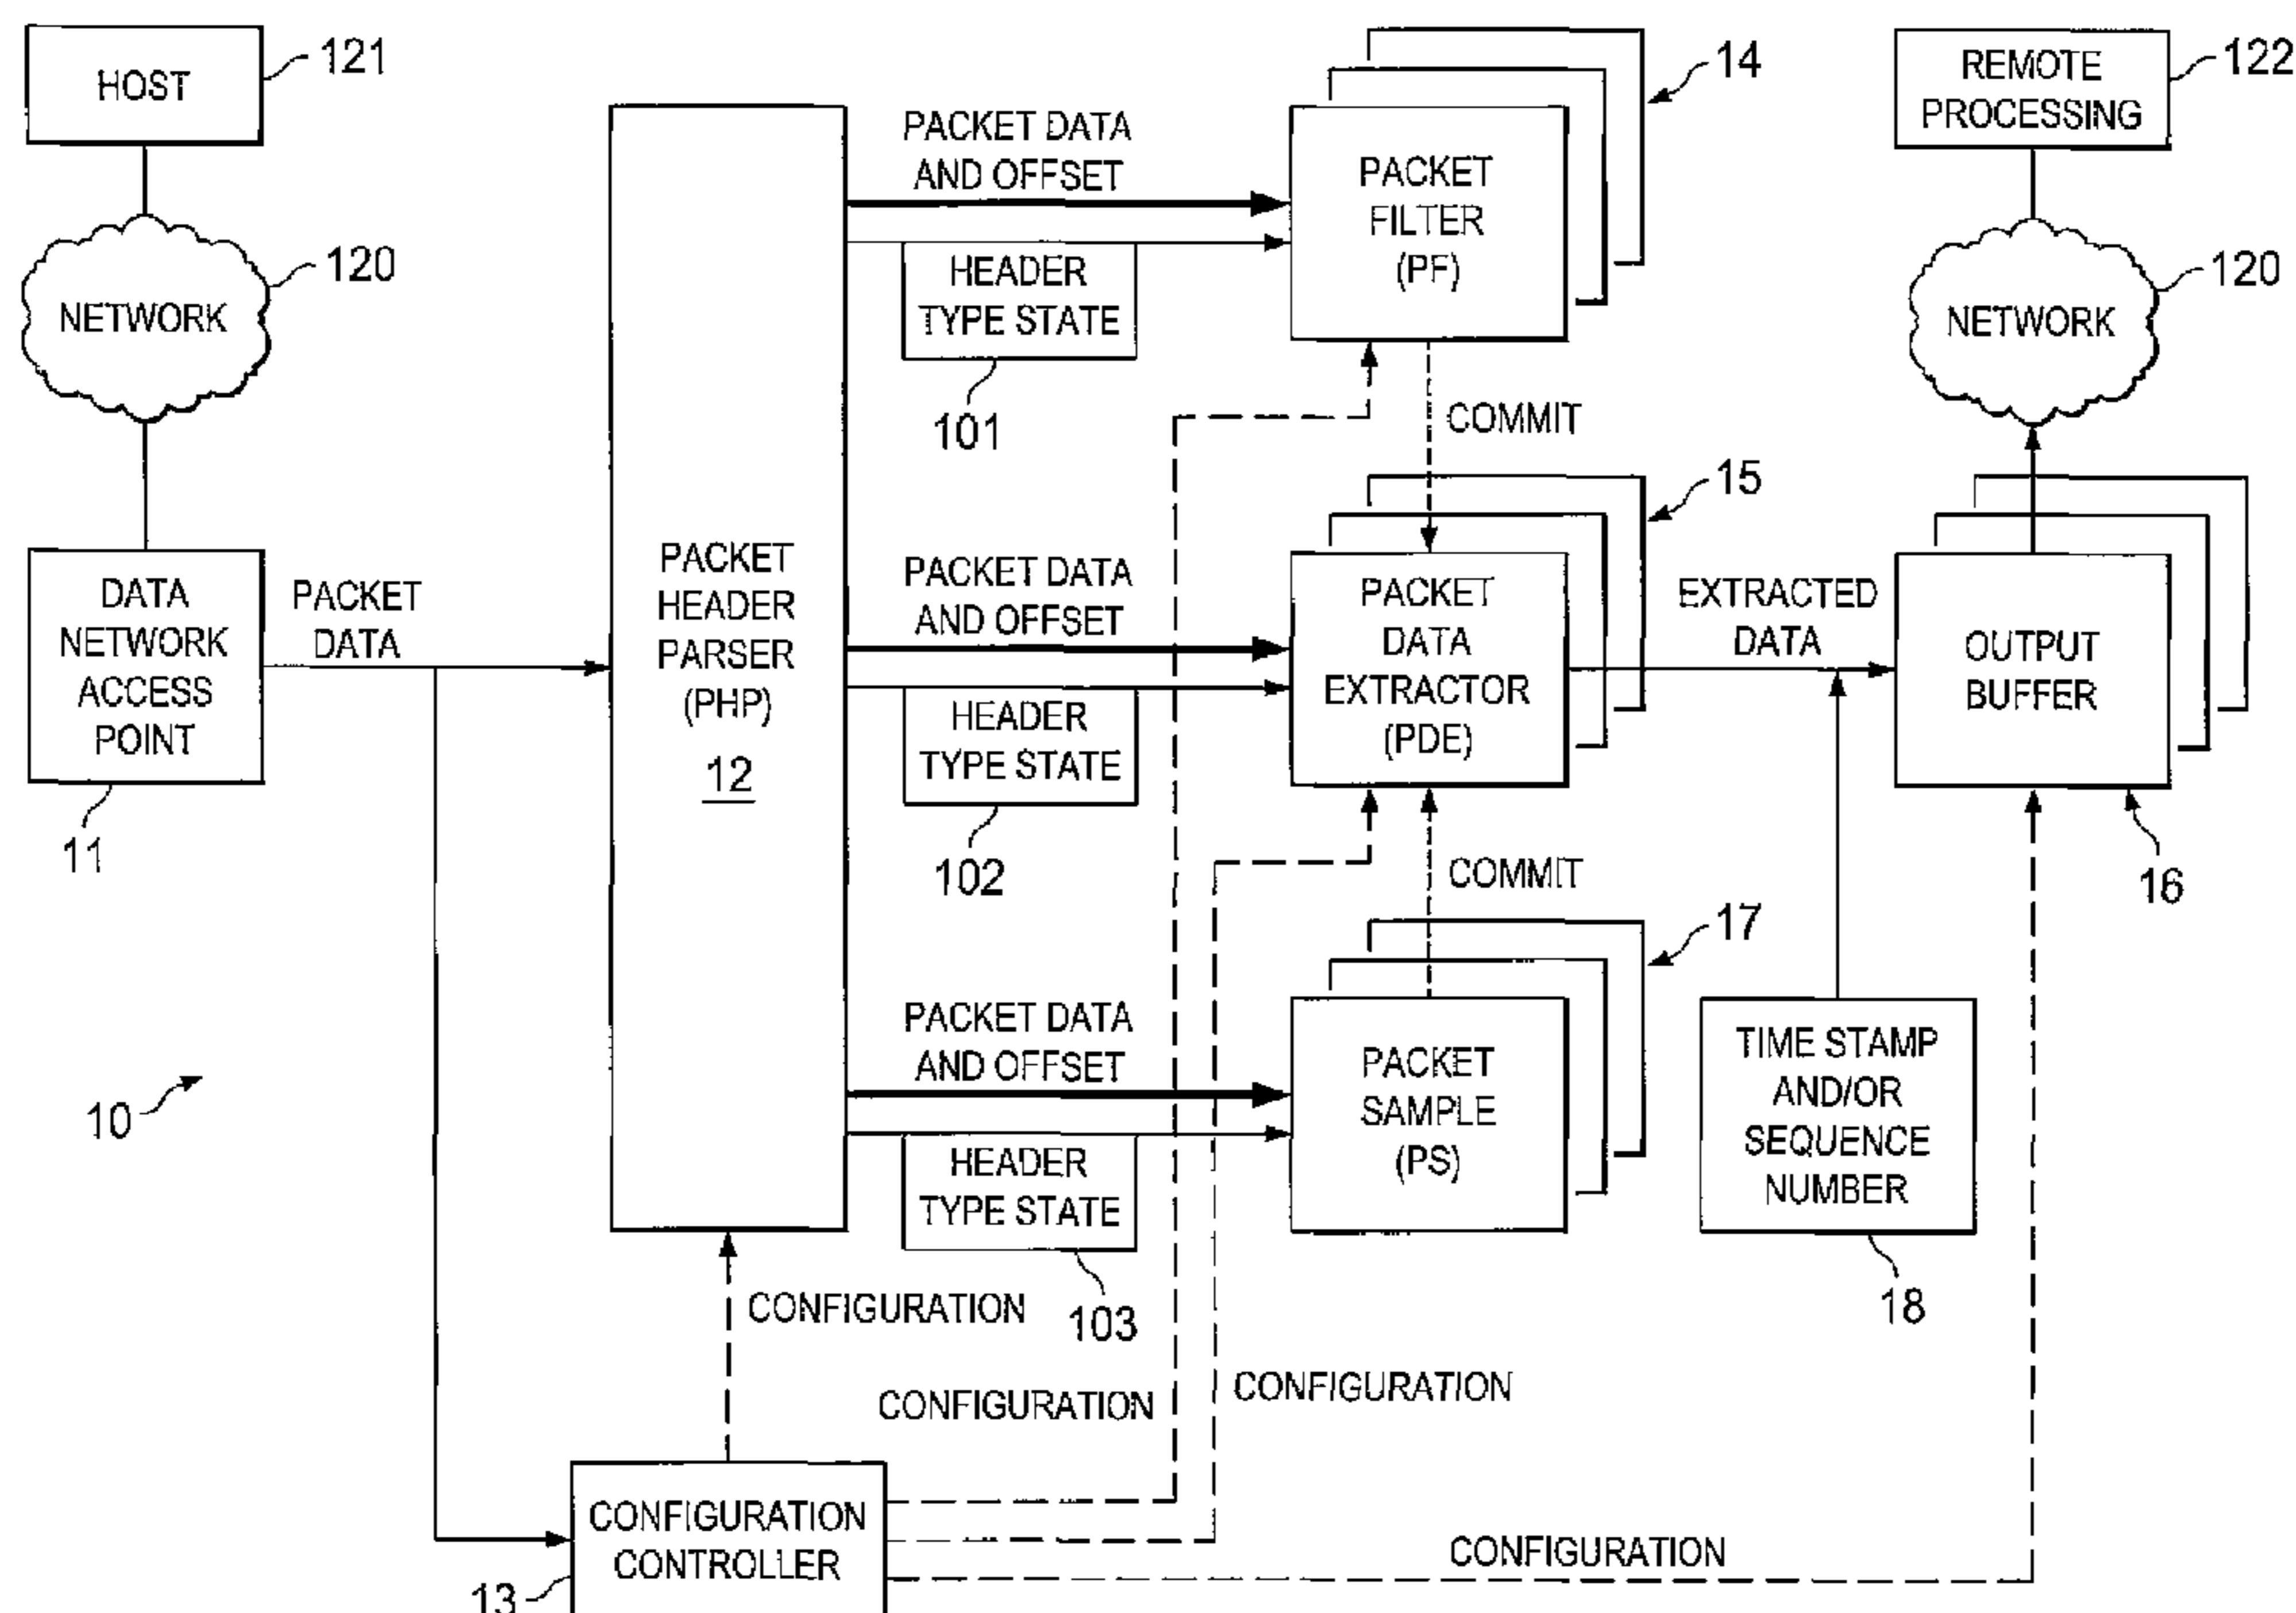 HOST
121
NETWORK
120
DATA
NETWORK
ACCESS
POINT
11
PACKET
DATA
10
PACKET
HEADER
PARSER
(PHP)
12
PACKET DATA
AND OFFSET
HEADER
TYPE STATE
101
PACKET
FILTER
(PF)
14
COMMIT
PACKET DATA
AND OFFSET
HEADER
TYPE STATE
102
PACKET
DATA
EXTRACTOR
(PDE)
15
COMMIT
PACKET DATA
AND OFFSET
HEADER
TYPE STATE
103
PACKET
SAMPLE
(PS)
17
EXTRACTED
DATA
REMOTE
PROCESSING
122
NETWORK
120
OUTPUT
BUFFER
16
TIME STAMP
AND/OR
SEQUENCE
NUMBER
18
CONFIGURATION
CONFIGURATION
CONFIGURATION
CONFIGURATION
CONFIGURATION
CONTROLLER
13